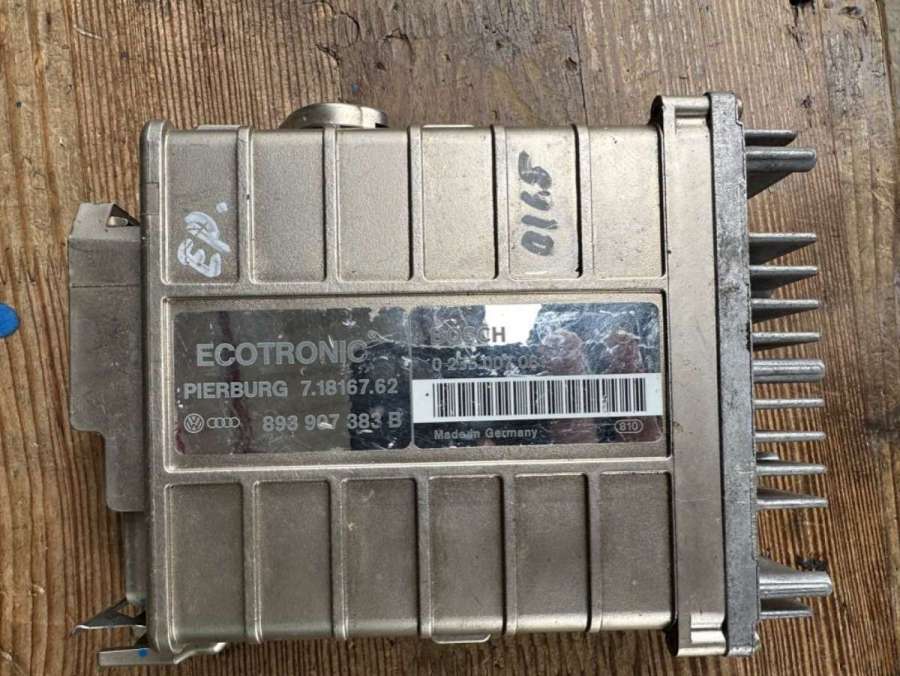 EP.
0165
ECOTRONIC
PIERBURG 7.18167.62
893 907 383 B
BOSCH
Made in Germany
810